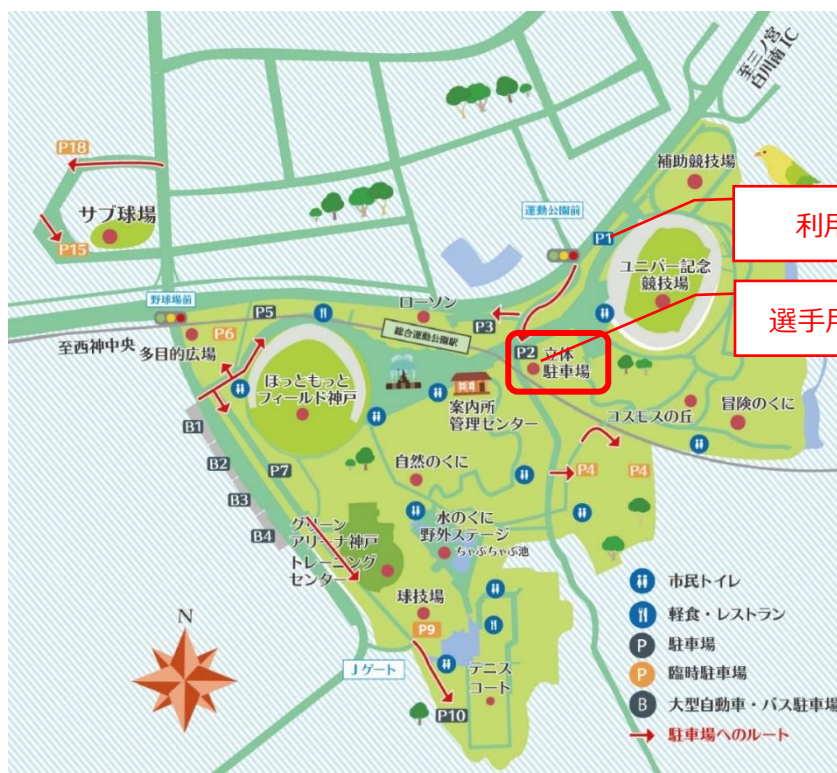 至三ノ宮
白川南IC
P18
サブ球場
P15
補助競技場
運動公園前
P1
利用
ユニバー記念
競技場
選手用
野球場前
P5
P6
ローソン
P3
総合運動公園駅
P2
立体
駐車場
至西神中央
多目的広場
ほっともっと
フィールド神戸
案内所
管理センター
コスモスの丘
冒険のくに
B1
B2
B3
B4
P7
自然のくに
P4
P4
水のくに
野外ステージ
ちゃぷちゃぷ池
グリーン
アリーナ神戸
トレーニング
センター
球技場
P9
Jゲート
テニス
コート
P10
N
市民トイレ
軽食・レストラン
P 駐車場
P 臨時駐車場
B 大型自動車・バス駐車場
駐車場へのルート